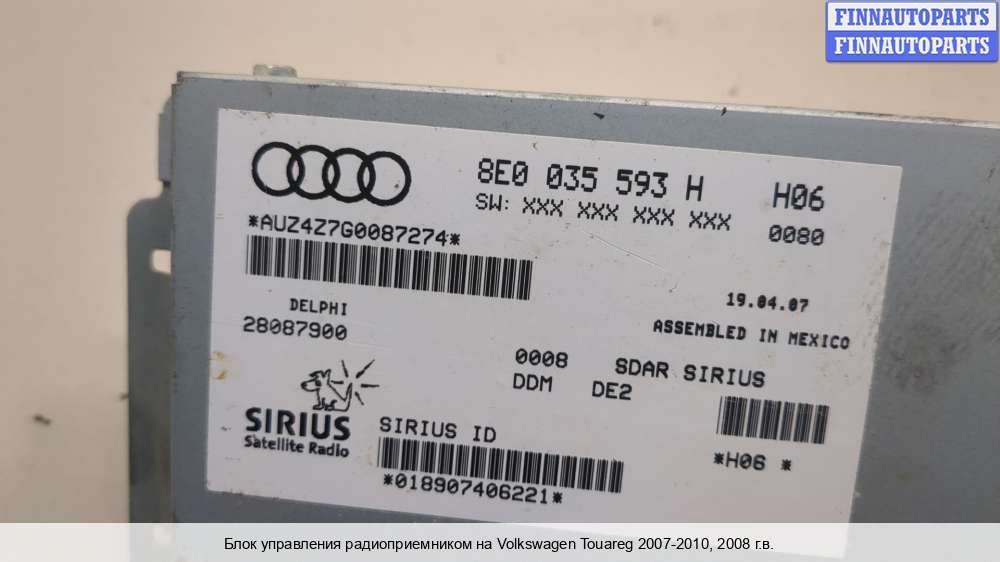 FINNAUTOPARTS
FINNAUTOPARTS
8E0 035 593 H H06
SW: XXX XXX XXX XXX 0080
*AUZ4Z7G0087274*
19.04.07
DELPHI
28087900
ASSEMBLED IN MEXICO
0008 SDAR SIRIUS
DDM DE2
SIRIUS
Satellite Radio
SIRIUS ID
*H06 *
*018907406221*
Блок управления радиоприемником на Volkswagen Touareg 2007-2010, 2008 г.в.